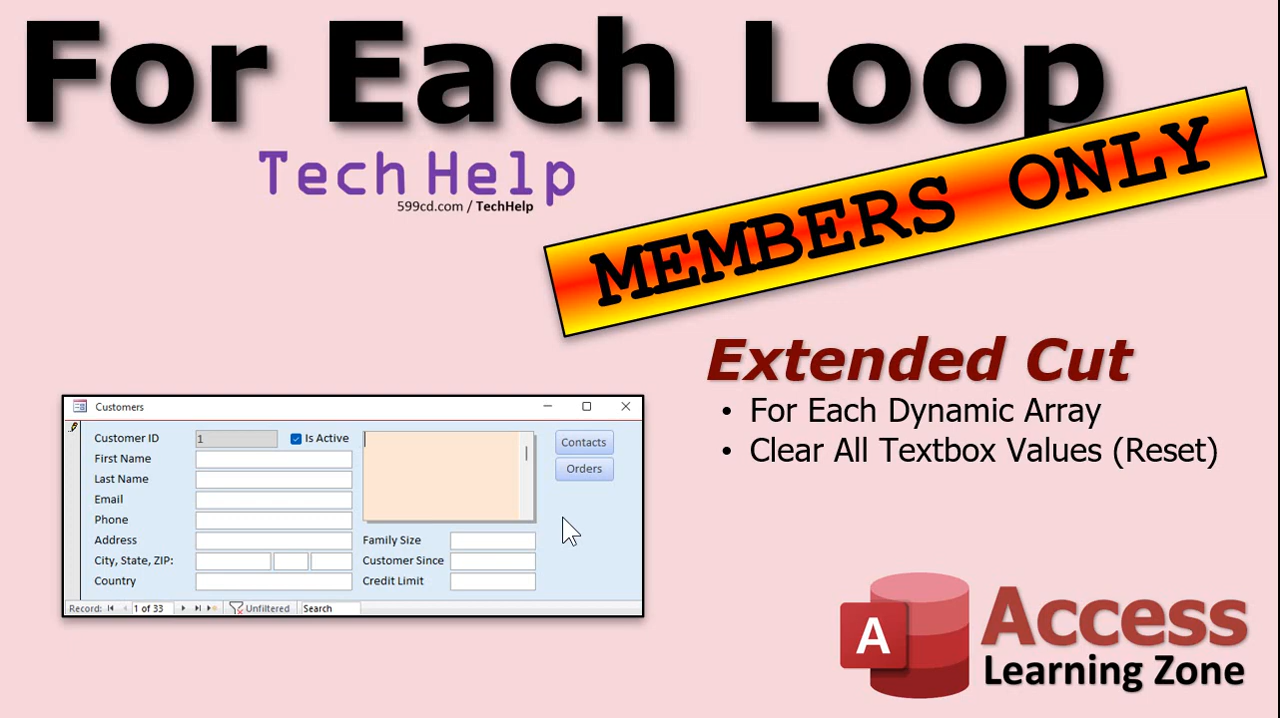 For Each Loop
TechHelp
599cd.com / TechHelp
MEMBERS ONLY
Extended Cut
• For Each Dynamic Array
• Clear All Textbox Values (Reset)
Customers
Customer ID 1 Is Active Contacts
First Name
Last Name Orders
Email
Phone
Address Family Size
City, State, ZIP: Customer Since
Country Credit Limit
Record: 1 of 33 Unfiltered Search
A
Access
Learning Zone